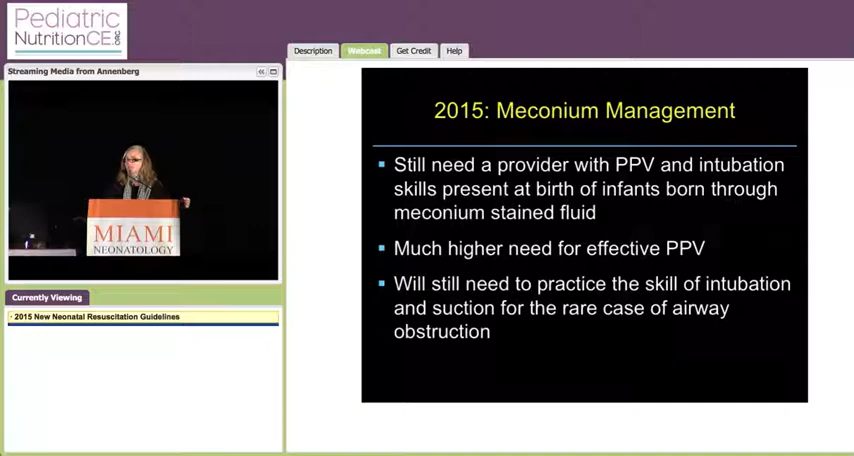 Pediatric
NutritionCE.ORG
Description
Webcast
Get Credit
Help
Streaming Media from Annenberg
MIAMI
NEONATOLOGY
Currently Viewing
· 2015 New Neonatal Resuscitation Guidelines
2015: Meconium Management
▪ Still need a provider with PPV and intubation
skills present at birth of infants born through
meconium stained fluid
▪ Much higher need for effective PPV
▪ Will still need to practice the skill of intubation
and suction for the rare case of airway
obstruction